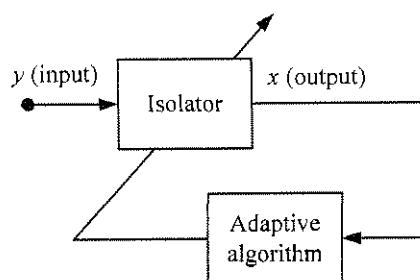 y (input)
Isolator
x (output)
Adaptive
algorithm